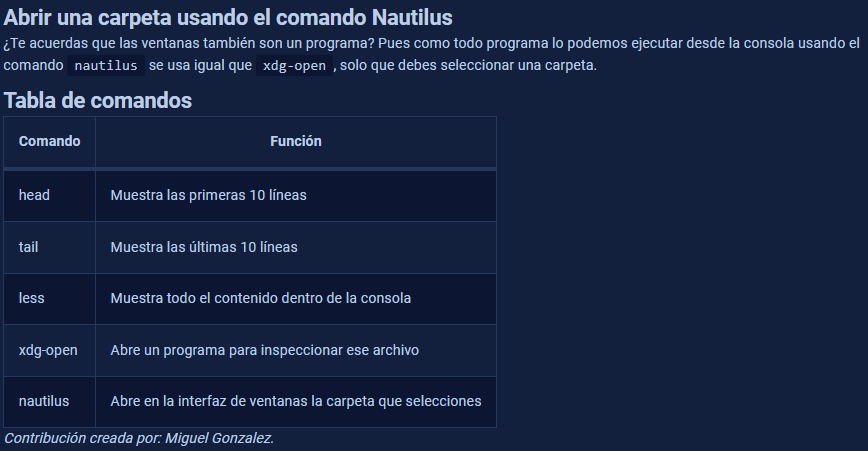 Abrir una carpeta usando el comando Nautilus
¿Te acuerdas que las ventanas también son un programa? Pues como todo programa lo podemos ejecutar desde la consola usando el
comando nautilus se usa igual que xdg-open , solo que debes seleccionar una carpeta.
Tabla de comandos
Comando Función
head Muestra las primeras 10 líneas
tail Muestra las últimas 10 líneas
less Muestra todo el contenido dentro de la consola
xdg-open Abre un programa para inspeccionar ese archivo
nautilus Abre en la interfaz de ventanas la carpeta que selecciones
Contribución creada por: Miguel Gonzalez.